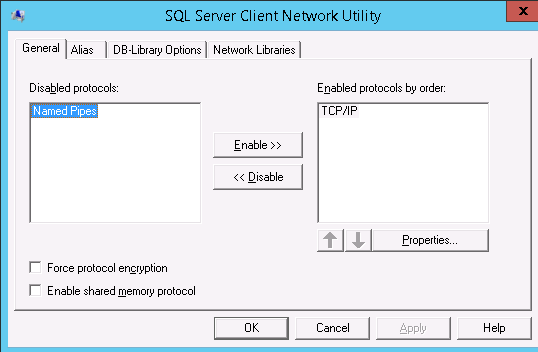 SQL Server Client Network Utility
X
General
Alias
DB-Library Options
Network Libraries
Disabled protocols:
Enabled protocols by order:
Named Pipes
TCP/IP
Enable >>
<< Disable
Properties...
Force protocol encryption
Enable shared memory protocol
OK
Cancel
Apply
Help